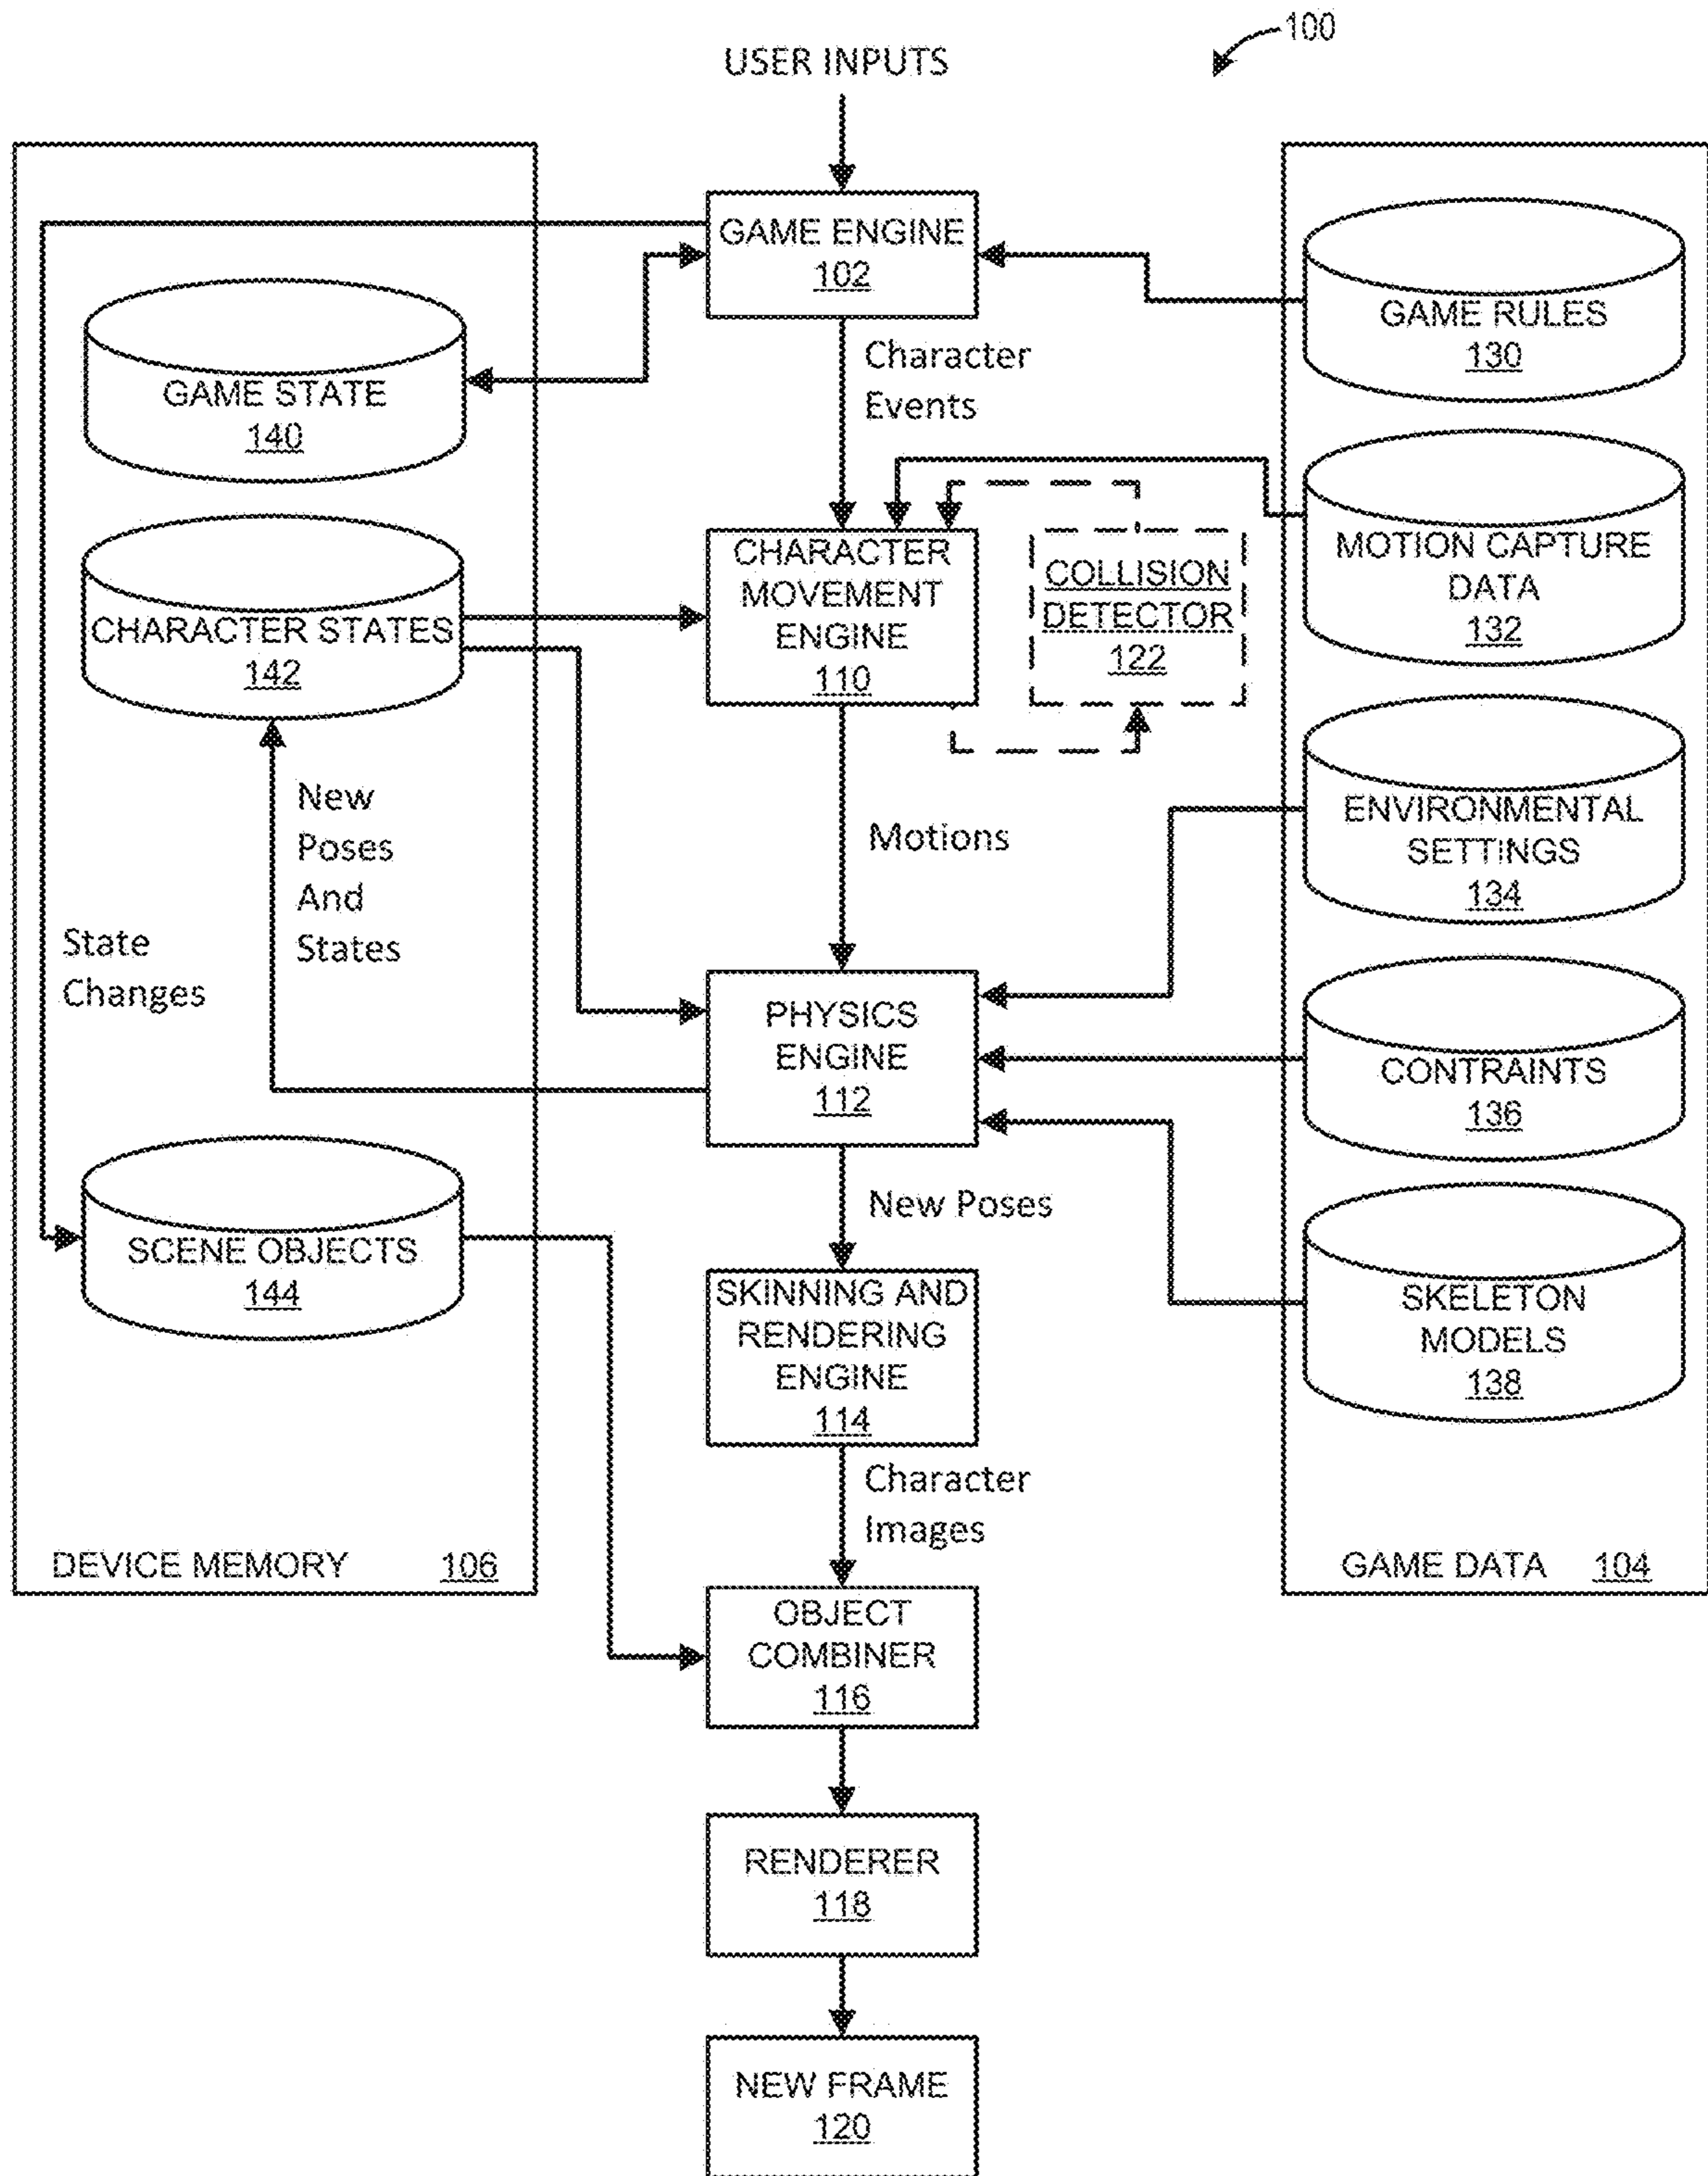 100
USER INPUTS
GAME ENGINE
102
GAME RULES
130
Character
Events
GAME STATE
140
MOTION CAPTURE
DATA
132
CHARACTER
MOVEMENT
ENGINE
110
COLLISION
DETECTOR
122
CHARACTER STATES
142
New
Poses
And
States
Motions
ENVIRONMENTAL
SETTINGS
134
State
Changes
PHYSICS
ENGINE
112
CONTRAINTS
136
New Poses
SCENE OBJECTS
144
SKINNING AND
RENDERING
ENGINE
114
SKELETON
MODELS
138
Character
Images
DEVICE MEMORY 106
GAME DATA 104
OBJECT
COMBINER
116
RENDERER
118
NEW FRAME
120